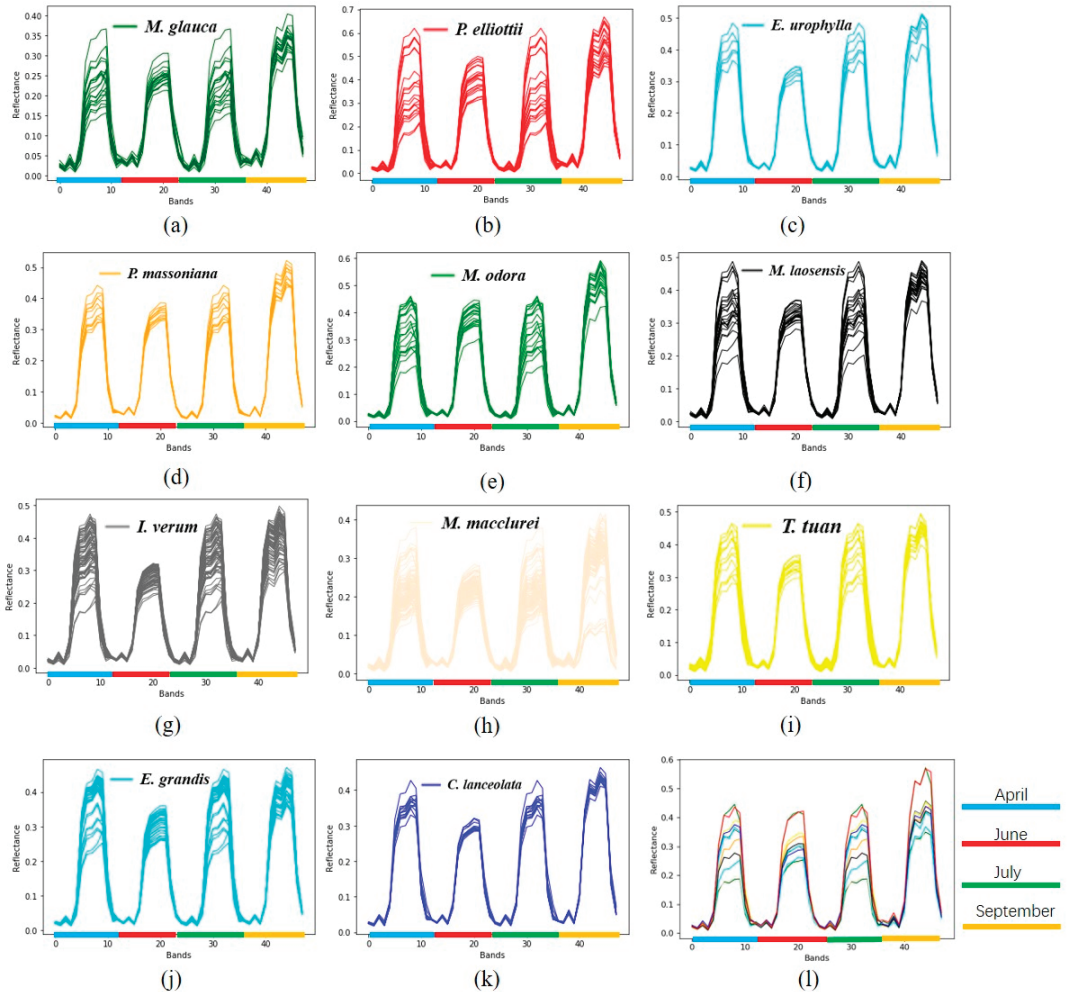 M. glauca
Reflectance
0.40
0.35
0.30
0.25
0.20
0.15
0.10
0.05
0.00
0 10 20 30 40
Bands
(a)
P. elliottii
Reflectance
0.7
0.6
0.5
0.4
0.3
0.2
0.1
0.0
0 10 20 30 40
Bands
(b)
E. urophylla
Reflectance
0.5
0.4
0.3
0.2
0.1
0.0
0 10 20 30 40
Bands
(c)
P. massoniana
Reflectance
0.5
0.4
0.3
0.2
0.1
0.0
0 10 20 30 40
Bands
(d)
M. odora
Reflectance
0.6
0.5
0.4
0.3
0.2
0.1
0.0
0 10 20 30 40
Bands
(e)
M. laosensis
Reflectance
0.5
0.4
0.3
0.2
0.1
0.0
0 10 20 30 40
Bands
(f)
I. verum
Reflectance
0.5
0.4
0.3
0.2
0.1
0.0
0 10 20 30 40
Bands
(g)
M. macclurei
Reflectance
0.4
0.3
0.2
0.1
0.0
0 10 20 30 40
Bands
(h)
T. tuan
Reflectance
0.5
0.4
0.3
0.2
0.1
0.0
0 10 20 30 40
Bands
(i)
E. grandis
Reflectance
0.4
0.3
0.2
0.1
0.0
0 10 20 30 40
Bands
(j)
C. lanceolata
Reflectance
0.4
0.3
0.2
0.1
0.0
0 10 20 30 40
Bands
(k)
Reflectance
0.6
0.5
0.4
0.3
0.2
0.1
0.0
0 10 20 30 40
Bands
(l)
April
June
July
September